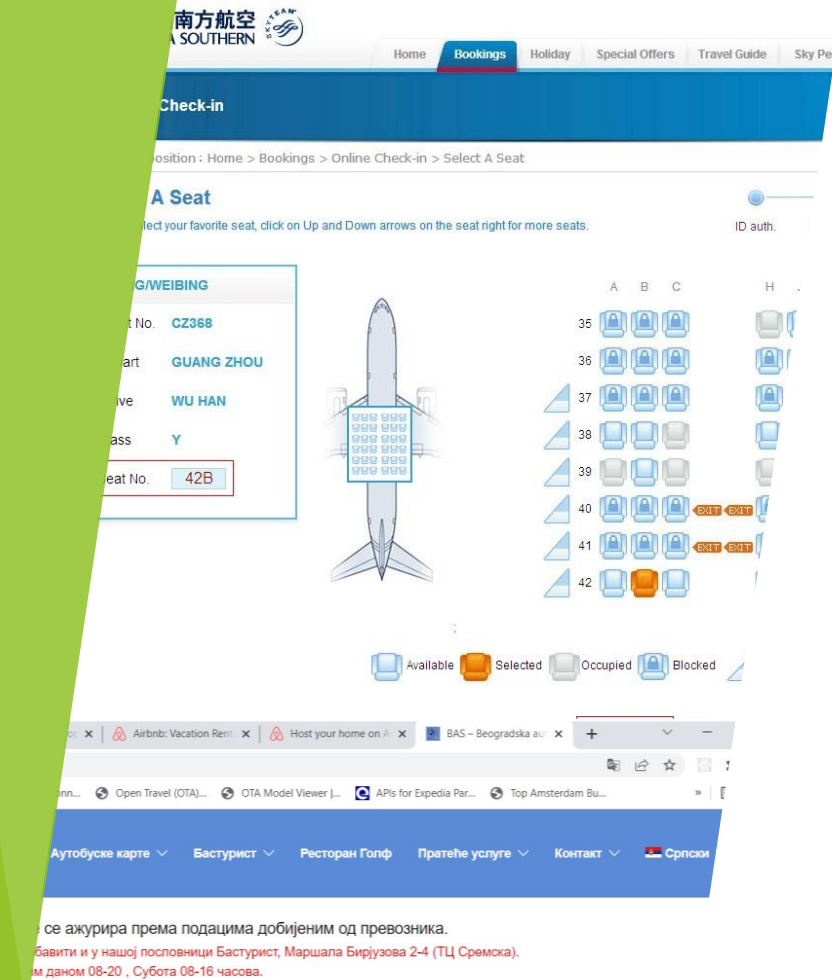 南方航空
SOUTHERN
SKYTEAM
Home Bookings Holiday Special Offers Travel Guide Sky
Check-in
: Home > Bookings > Online Check-in > Select A Seat
A Seat
your favorite seat, click on Up and Down arrows on the seat right for more seats.
ID auth.
G/WEIBING
No. CZ368
GUANG ZHOU
WU HAN
Y
No. 42B
A B C H
35
36
37
38
39
40 EXIT EXIT
41 EXIT EXIT
42
;
Available Selected Occupied Blocked
Airbnb: Vacation Rent Host your home on A BAS – Beogradska au
Open Travel (OTA)... OTA Model Viewer |... APIs for Expedia Par... Top Amsterdam Bu... »
Аутобуске карте Бастурист Ресторан Голф Пратеће услуге Контакт Српски
се ажурира према подацима добијеним од превозника.
и у нашој пословници Бастурист, Маршала Бирјузова 2-4 (ТЦ Сремска).
даном 08-20 , Субота 08-16 часова.